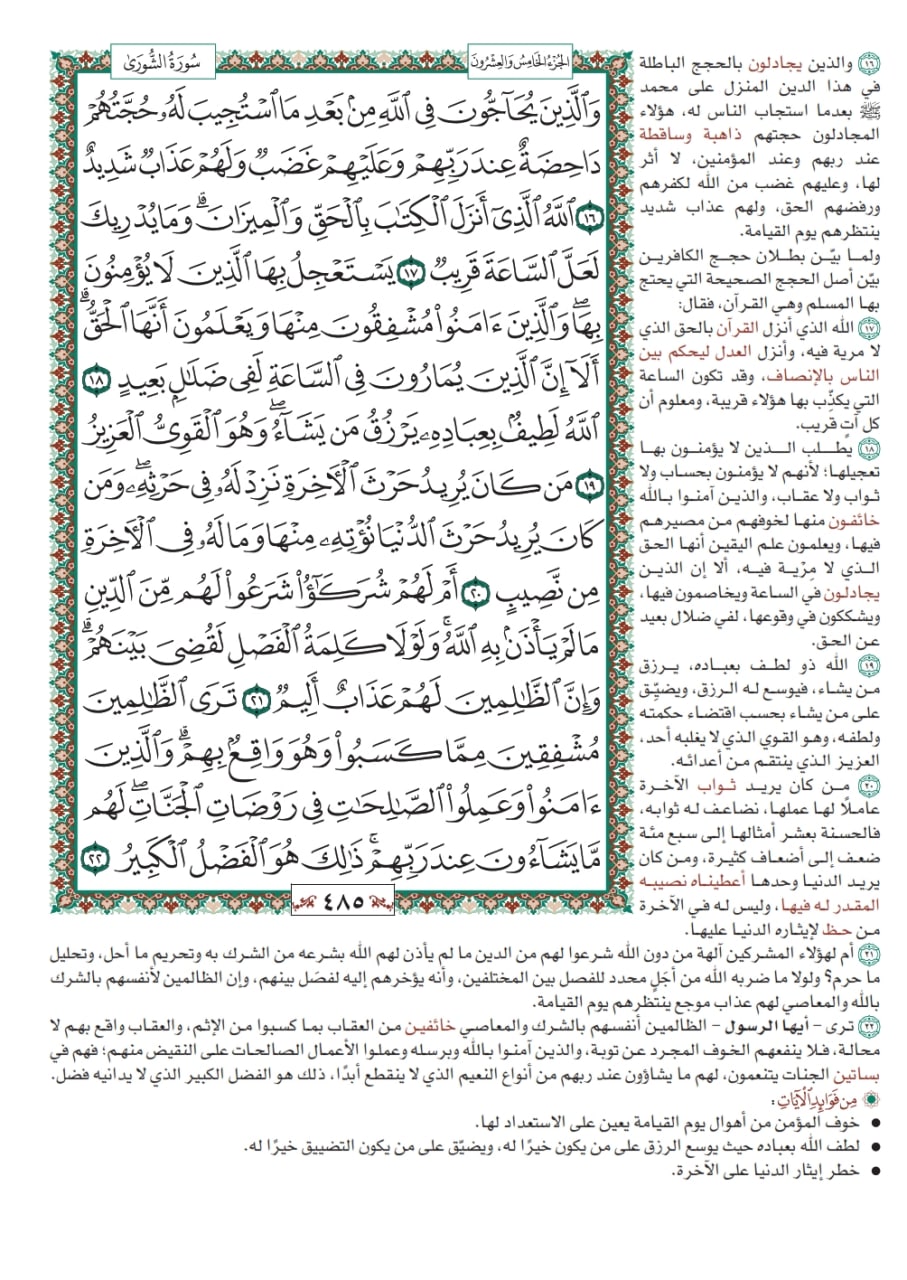 الجزء الخامس والعشرون
سورة الشورى
وَٱلَّذِينَ يُحَآجُّونَ فِي ٱللَّهِ مِنۢ بَعۡدِ مَا ٱسۡتُجِيبَ لَهُۥ حُجَّتُهُمۡ
دَاحِضَةٌ عِندَ رَبِّهِمۡ وَعَلَيۡهِمۡ غَضَبٞ وَلَهُمۡ عَذَابٞ شَدِيدٌ
١٦ ٱللَّهُ ٱلَّذِيٓ أَنزَلَ ٱلۡكِتَٰبَ بِٱلۡحَقِّ وَٱلۡمِيزَانَۗ وَمَا يُدۡرِيكَ
لَعَلَّ ٱلسَّاعَةَ قَرِيبٞ ١٧ يَسۡتَعۡجِلُ بِهَا ٱلَّذِينَ لَا يُؤۡمِنُونَ
بِهَاۖ وَٱلَّذِينَ ءَامَنُواْ مُشۡفِقُونَ مِنۡهَا وَيَعۡلَمُونَ أَنَّهَا ٱلۡحَقُّۗ
أَلَآ إِنَّ ٱلَّذِينَ يُمَارُونَ فِي ٱلسَّاعَةِ لَفِي ضَلَٰلِۭ بَعِيدٍ ١٨
ٱللَّهُ لَطِيفُۢ بِعِبَادِهِۦ يَرۡزُقُ مَن يَشَآءُۖ وَهُوَ ٱلۡقَوِيُّ ٱلۡعَزِيزُ
١٩ مَن كَانَ يُرِيدُ حَرۡثَ ٱلۡأٓخِرَةِ نَزِدۡ لَهُۥ فِي حَرۡثِهِۦۖ وَمَن
كَانَ يُرِيدُ حَرۡثَ ٱلدُّنۡيَا نُؤۡتِهِۦ مِنۡهَا وَمَا لَهُۥ فِي ٱلۡأٓخِرَةِ
مِن نَّصِيبٍ ٢٠ أَمۡ لَهُمۡ شُرَكَٰٓؤُاْ شَرَعُواْ لَهُم مِّنَ ٱلدِّينِ
مَا لَمۡ يَأۡذَنۢ بِهِ ٱللَّهُۚ وَلَوۡلَا كَلِمَةُ ٱلۡفَصۡلِ لَقُضِيَ بَيۡنَهُمۡۗ
وَإِنَّ ٱلظَّٰلِمِينَ لَهُمۡ عَذَابٌ أَلِيمٞ ٢١ تَرَى ٱلظَّٰلِمِينَ
مُشۡفِقِينَ مِمَّا كَسَبُواْ وَهُوَ وَاقِعُۢ بِهِمۡۗ وَٱلَّذِينَ
ءَامَنُواْ وَعَمِلُواْ ٱلصَّٰلِحَٰتِ فِي رَوۡضَاتِ ٱلۡجَنَّاتِۖ لَهُم
مَّا يَشَآءُونَ عِندَ رَبِّهِمۡۚ ذَٰلِكَ هُوَ ٱلۡفَضۡلُ ٱلۡكَبِيرُ ٢٢
٤٨٥
١٦ والذين يجادلون بالحجج الباطلة
في هذا الدين المنزل على محمد
ﷺ بعدما استجاب الناس له، هؤلاء
المجادلون حجتهم ذاهبة وساقطة
عند ربهم وعند المؤمنين، لا أثر
لها، وعليهم غضب من الله لكفرهم
ورفضهم الحق، ولهم عذاب شديد
ينتظرهم يوم القيامة.
ولما بيّن بطلان حجج الكافرين
بيّن أصل الحجج الصحيحة التي يحتج
بها المسلم وهي القرآن، فقال:
١٧ الله الذي أنزل القرآن بالحق الذي
لا مرية فيه، وأنزل العدل ليحكم بين
الناس بالإنصاف، وقد تكون الساعة
التي يكذّب بها هؤلاء قريبة، ومعلوم أن
كل آتٍ قريب.
١٨ يطلب الذين لا يؤمنون بها
تعجيلها؛ لأنهم لا يؤمنون بحساب ولا
ثواب ولا عقاب، والذين آمنوا بالله
خائفون منها لخوفهم من مصيرهم
فيها، ويعلمون علم اليقين أنها الحق
الذي لا مِرْية فيه، ألا إن الذين
يجادلون في الساعة ويخاصمون فيها،
ويشككون في وقوعها، لفي ضلال بعيد
عن الحق.
١٩ الله ذو لطف بعباده، يرزق
من يشاء، فيوسع له الرزق، ويضيّق
على من يشاء بحسب اقتضاء حكمته
ولطفه، وهو القوي الذي لا يغلبه أحد،
العزيز الذي ينتقم من أعدائه.
٢٠ من كان يريد ثواب الآخرة
عاملًا لها عملها، نضاعف له ثوابه،
فالحسنة بعشر أمثالها إلى سبع مئة
ضعف إلى أضعاف كثيرة، ومن كان
يريد الدنيا وحدها أعطيناه نصيبه
المقدر له فيها، وليس له في الآخرة
من حظ لإيثاره الدنيا عليها.
٢١ أم لهؤلاء المشركين آلهة من دون الله شرعوا لهم من الدين ما لم يأذن لهم الله بشرعه من الشرك به وتحريم ما أحل، وتحليل
ما حرم؟ ولولا ما ضربه الله من أجَلٍ محدد للفصل بين المختلفين، وأنه يؤخرهم إليه لفصَل بينهم، وإن الظالمين لأنفسهم بالشرك
بالله والمعاصي لهم عذاب موجع ينتظرهم يوم القيامة.
٢٢ ترى - أيها الرسول - الظالمين أنفسهم بالشرك والمعاصي خائفين من العقاب بما كسبوا من الإثم، والعقاب واقع بهم لا
محالة، فلا ينفعهم الخوف المجرد عن توبة، والذين آمنوا بالله وبرسله وعملوا الأعمال الصالحات على النقيض منهم؛ فهم في
بساتين الجنات يتنعمون، لهم ما يشاؤون عند ربهم من أنواع النعيم الذي لا ينقطع أبدًا، ذلك هو الفضل الكبير الذي لا يدانيه فضل.
من فوائد الآيات:
● خوف المؤمن من أهوال يوم القيامة يعين على الاستعداد لها.
● لطف الله بعباده حيث يوسع الرزق على من يكون خيرًا له، ويضيّق على من يكون التضييق خيرًا له.
● خطر إيثار الدنيا على الآخرة.